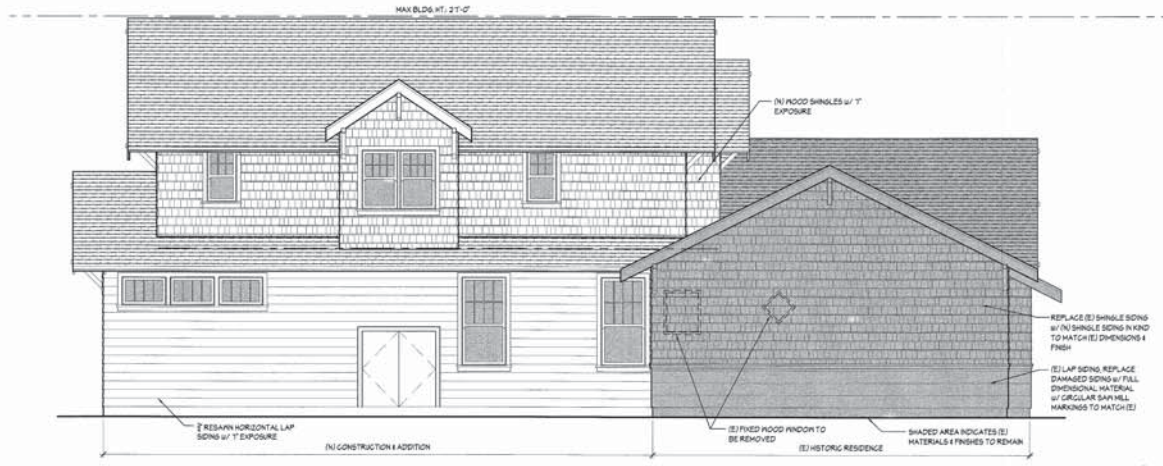 MAX BLDG. HT.: 27'-0"
(N) WOOD SHINGLES w/ 7"
EXPOSURE
REPLACE (E) SHINGLE SIDING
w/ (N) SHINGLE SIDING IN KIND
TO MATCH (E) DIMENSIONS &
FINISH
(E) LAP SIDING, REPLACE
DAMAGED SIDING w/ FULL
DIMENSIONAL MATERIAL
w/ CIRCULAR SAW MILL
MARKINGS TO MATCH (E)
RESAWN HORIZONTAL LAP
SIDING w/ 7" EXPOSURE
(E) FIXED WOOD WINDOW TO
BE REMOVED
SHADED AREA INDICATES (E)
MATERIALS & FINISHES TO REMAIN
(N) CONSTRUCTION & ADDITION
(E) HISTORIC RESIDENCE